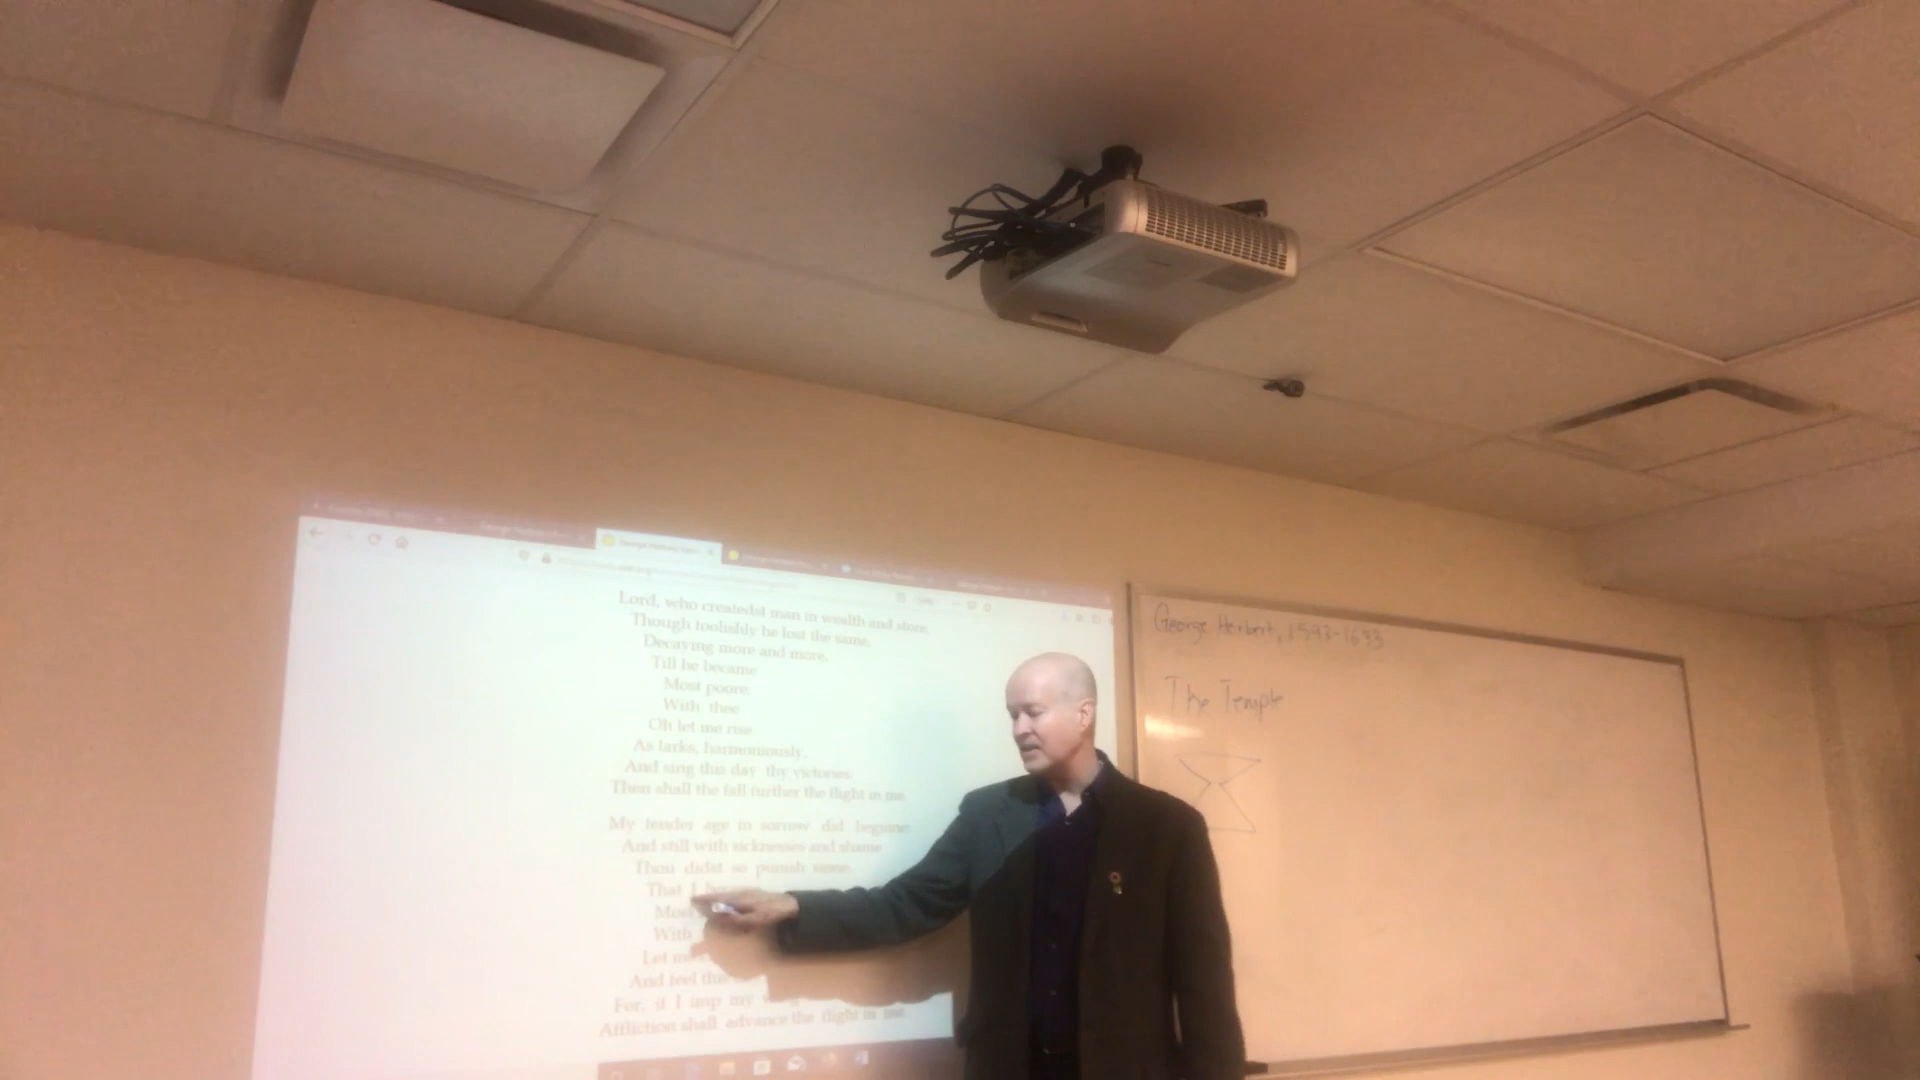 Lord, who createdst man in wealth and store,
Though foolishly he lost the same,
Decaying more and more,
Till he became
Most poore
With thee
Oh let me rise
As larks, harmoniously,
And sing this day thy victories
Then shall the fall further the flight in me.
My tender age in sorrow did beginne
And still with sicknesses and shame
Thou didst so punish sinne
That I
Most
With
Let me
And feel this
For, if I imp my
Affliction shall advance the flight in me.
George Herbert, 1593-1633
The Temple